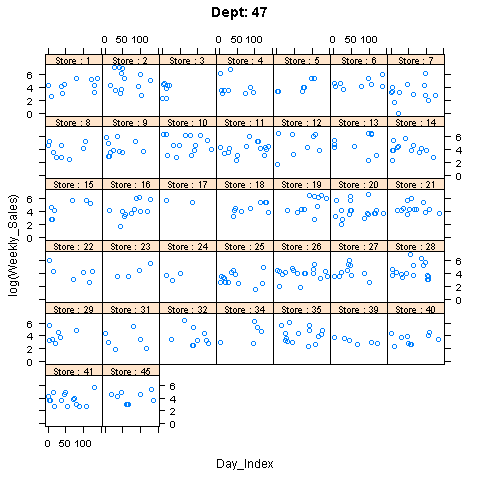 Dept: 47
0 50 100 0 50 100 0 50 100
Store : 1 Store : 2 Store : 3 Store : 4 Store : 5 Store : 6 Store : 7
6
4
2
0
Store : 8 Store : 9 Store : 10 Store : 11 Store : 12 Store : 13 Store : 14
6
4
2
0
Store : 15 Store : 16 Store : 17 Store : 18 Store : 19 Store : 20 Store : 21
6
4
2
0
Store : 22 Store : 23 Store : 24 Store : 25 Store : 26 Store : 27 Store : 28
6
4
2
0
Store : 29 Store : 31 Store : 32 Store : 34 Store : 35 Store : 39 Store : 40
6
4
2
0
Store : 41 Store : 45
6
4
2
0
0 50 100
log(Weekly_Sales)
Day_Index